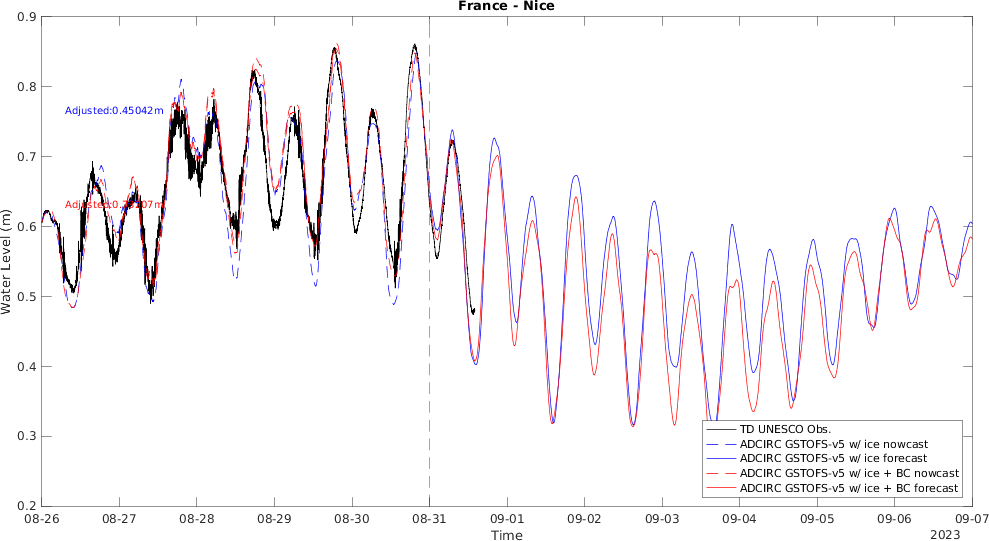 France - Nice
0.9
0.8
0.7
0.6
0.5
0.4
0.3
0.2
Water Level (m)
Adjusted:0.45042m
TD UNESCO Obs.
ADCIRC GSTOFS-v5 w/ ice nowcast
ADCIRC GSTOFS-v5 w/ ice forecast
ADCIRC GSTOFS-v5 w/ ice + BC nowcast
ADCIRC GSTOFS-v5 w/ ice + BC forecast
08-26 08-27 08-28 08-29 08-30 08-31 09-01 09-02 09-03 09-04 09-05 09-06 09-07
Time
2023